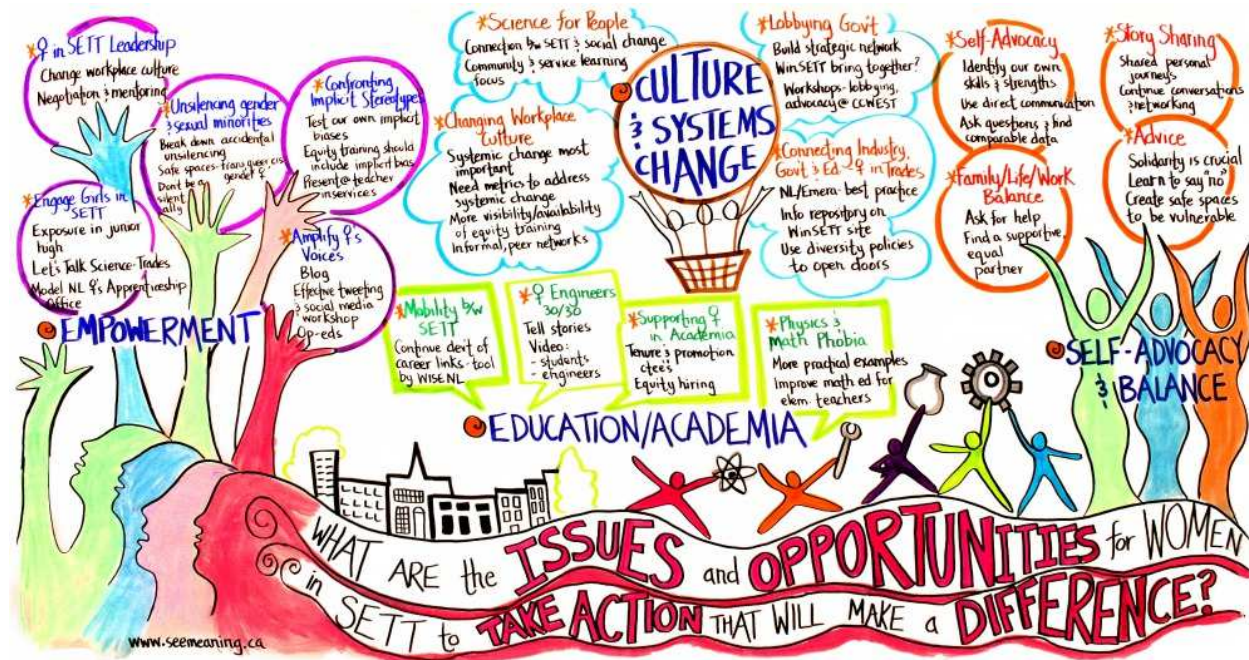 *♀ in SETT Leadership
Change workplace culture
Negotiation & mentoring
*Unsilencing gender
& sexual minorities
Break down accidental
unsilencing
Safe spaces-trans queer cis
gender ♀
Don't be a
silent
ally
*Confronting
Implicit Stereotypes
Test our own implicit
biases
Equity training should
include implicit bias
Present @ teacher
inservices
*Engage Girls in
SETT
Exposure in junior
high
Let's Talk Science-Trades
Model NL ♀'s Apprenticeship
Office
*Amplify ♀'s
Voices
Blog
Effective tweeting
& social media
workshop
Op-eds
EMPOWERMENT
*Science for People
Connection b/w SETT & social change
Community & service learning
focus
*Changing Workplace
Culture
Systemic change most
important
Need metrics to address
systemic change
More visibility/availability
of equity training
Informal, peer networks
CULTURE
& SYSTEMS
CHANGE
*Lobbying Gov't
Build strategic network
WinSETT bring together?
Workshops-lobbying,
advocacy @ CCWEST
*Connecting Industry,
Gov't & Ed - ♀ in Trades
NL/Emera-best practice
Info repository on
WinSETT site
Use diversity policies
to open doors
*Self-Advocacy
Identify our own
skills & strengths
Use direct communication
Ask questions & find
comparable data
*Family/Life/Work
Balance
Ask for help
Find a supportive,
equal
partner
*Story Sharing
Shared personal
journeys
Continue conversations
& networking
*Advice
Solidarity is crucial
Learn to say "no"
Create safe spaces
to be vulnerable
SELF-ADVOCACY
&
BALANCE
*Mobility b/w
SETT
Continue dev't of
career links-tool
by WISE NL
*♀ Engineers
30/30
Tell stories
Video:
- students
- engineers
*Supporting ♀
in Academia
Tenure & promotion
ctee's
Equity hiring
*Physics &
Math Phobia
More practical examples
Improve math ed for
elem. teachers
EDUCATION/ACADEMIA
WHAT ARE the ISSUES and OPPORTUNITIES for WOMEN
in SETT to TAKE ACTION THAT WILL MAKE a DIFFERENCE?
www.seemeaning.ca